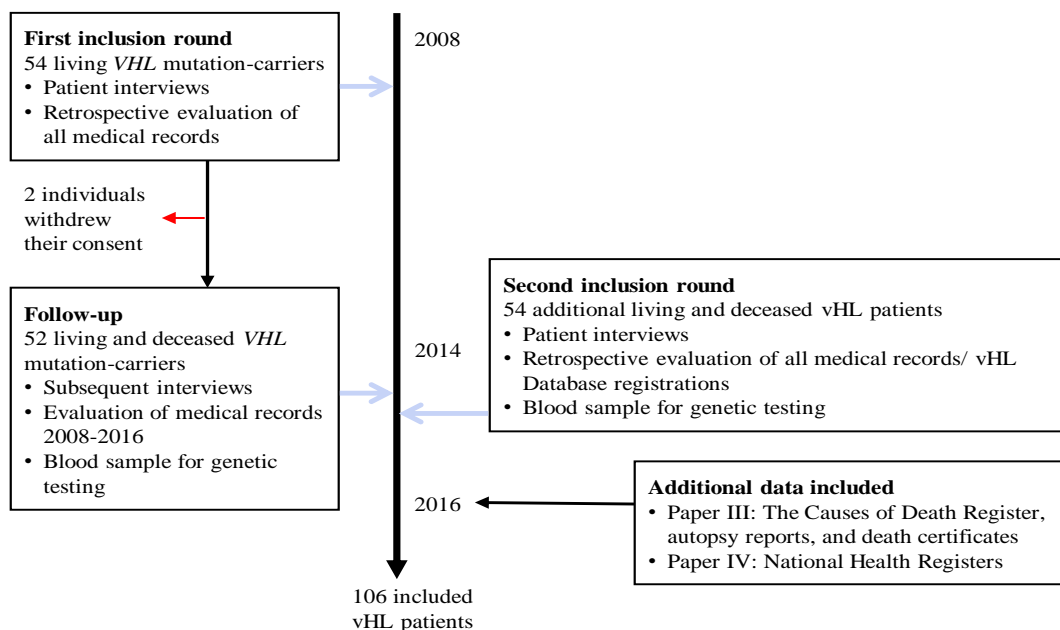 First inclusion round
54 living VHL mutation-carriers
• Patient interviews
• Retrospective evaluation of
all medical records
2008
2 individuals
withdrew
their consent
Follow-up
52 living and deceased VHL
mutation-carriers
• Subsequent interviews
• Evaluation of medical records
2008-2016
• Blood sample for genetic
testing
2014
Second inclusion round
54 additional living and deceased vHL patients
• Patient interviews
• Retrospective evaluation of all medical records/ vHL
Database registrations
• Blood sample for genetic testing
2016
Additional data included
• Paper III: The Causes of Death Register,
autopsy reports, and death certificates
• Paper IV: National Health Registers
106 included
vHL patients